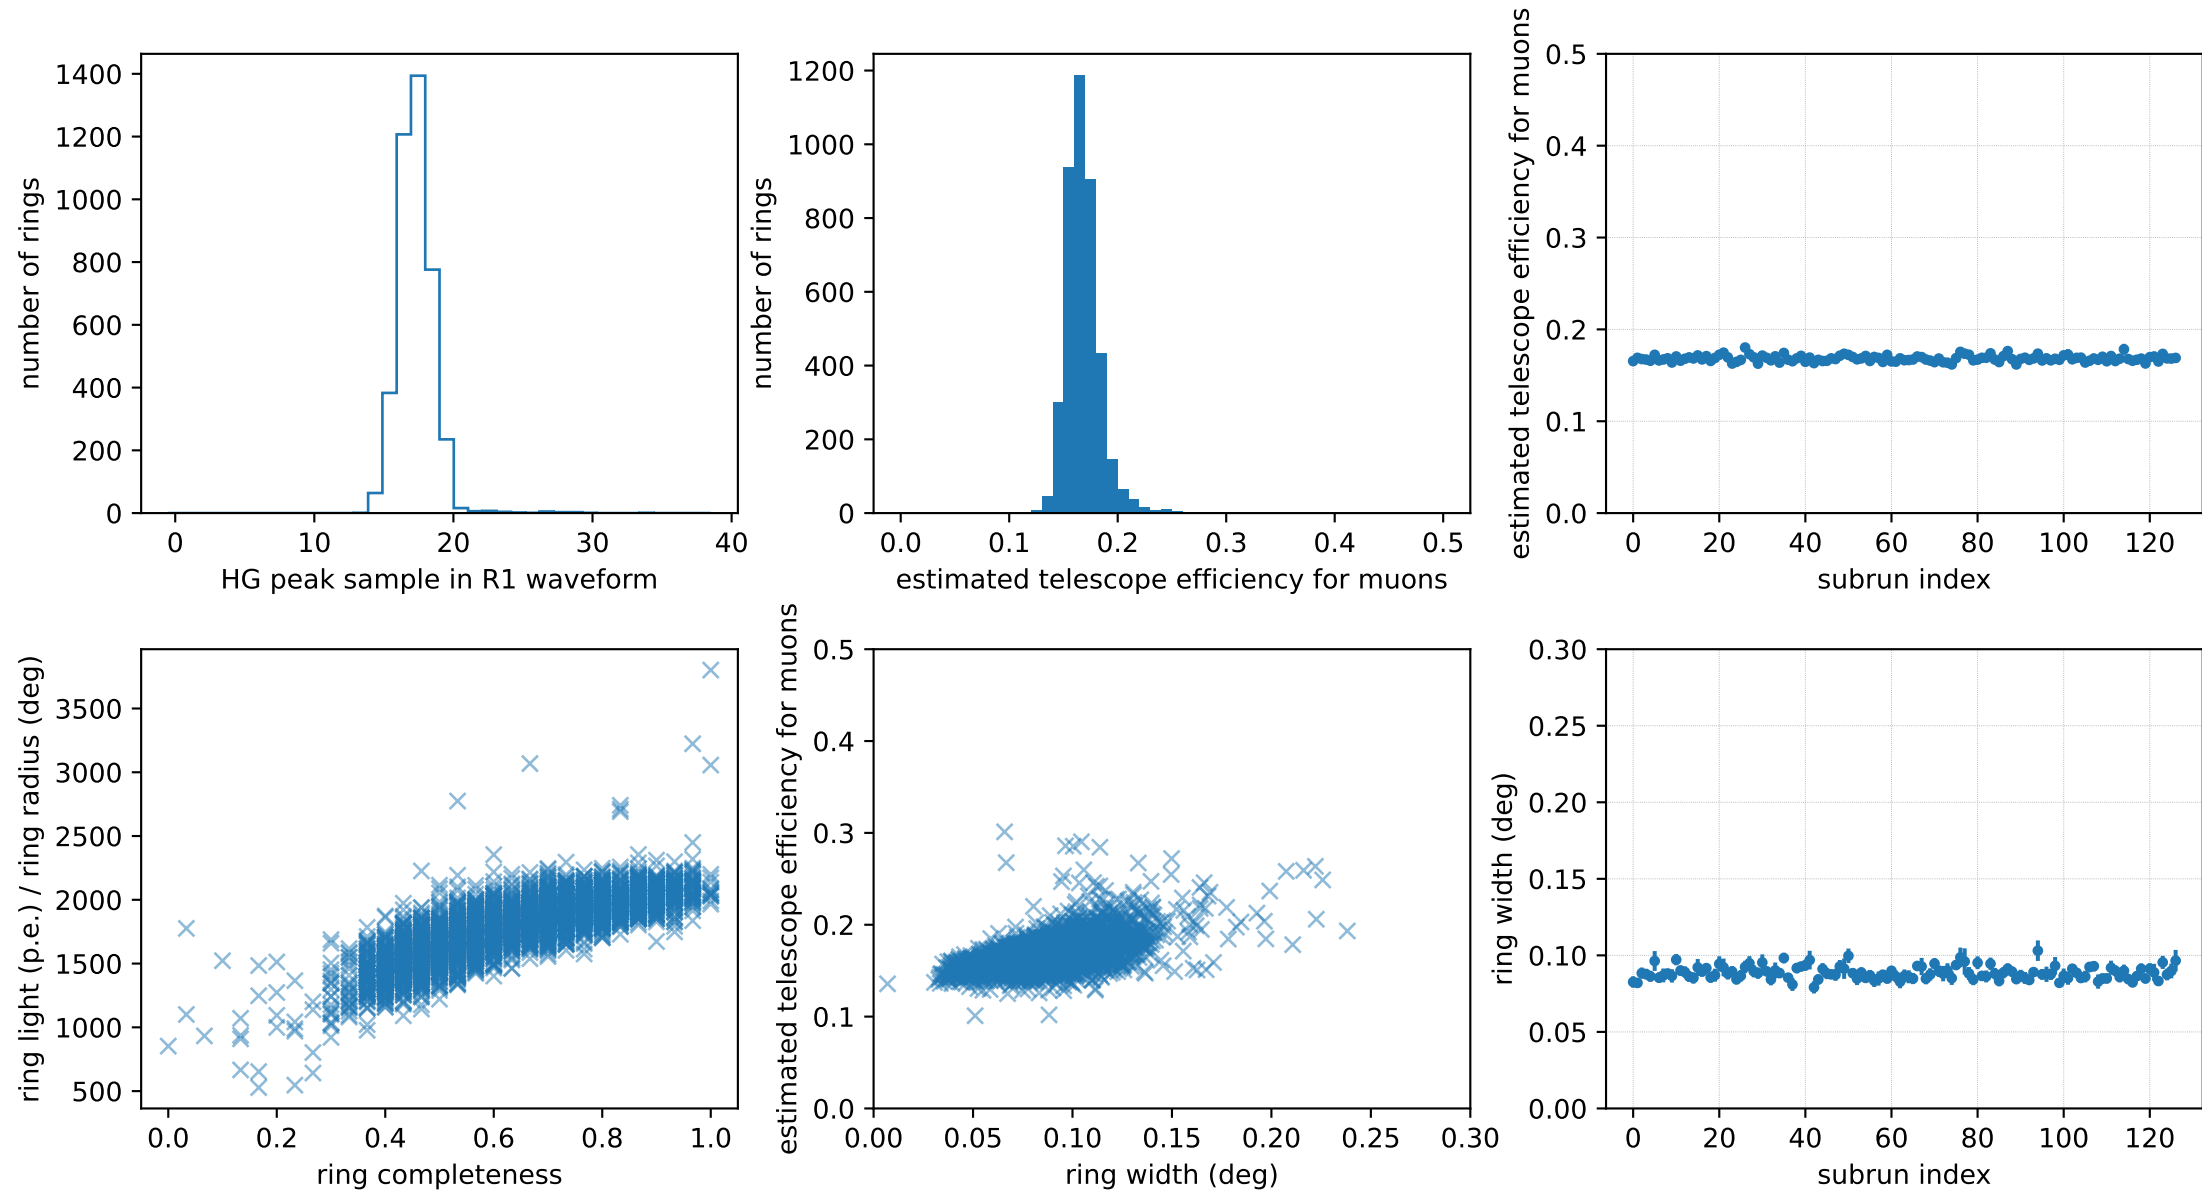 number of rings
1400
1200
1000
800
600
400
200
0
0 10 20 30 40
HG peak sample in R1 waveform
number of rings
1200
1000
800
600
400
200
0
0.0 0.1 0.2 0.3 0.4 0.5
estimated telescope efficiency for muons
estimated telescope efficiency for muons
0.5
0.4
0.3
0.2
0.1
0.0
0 20 40 60 80 100 120
subrun index
ring light (p.e.) / ring radius (deg)
3500
3000
2500
2000
1500
1000
500
0.0 0.2 0.4 0.6 0.8 1.0
ring completeness
estimated telescope efficiency for muons
0.5
0.4
0.3
0.2
0.1
0.0
0.00 0.05 0.10 0.15 0.20 0.25 0.30
ring width (deg)
ring width (deg)
0.30
0.25
0.20
0.15
0.10
0.05
0.00
0 20 40 60 80 100 120
subrun index